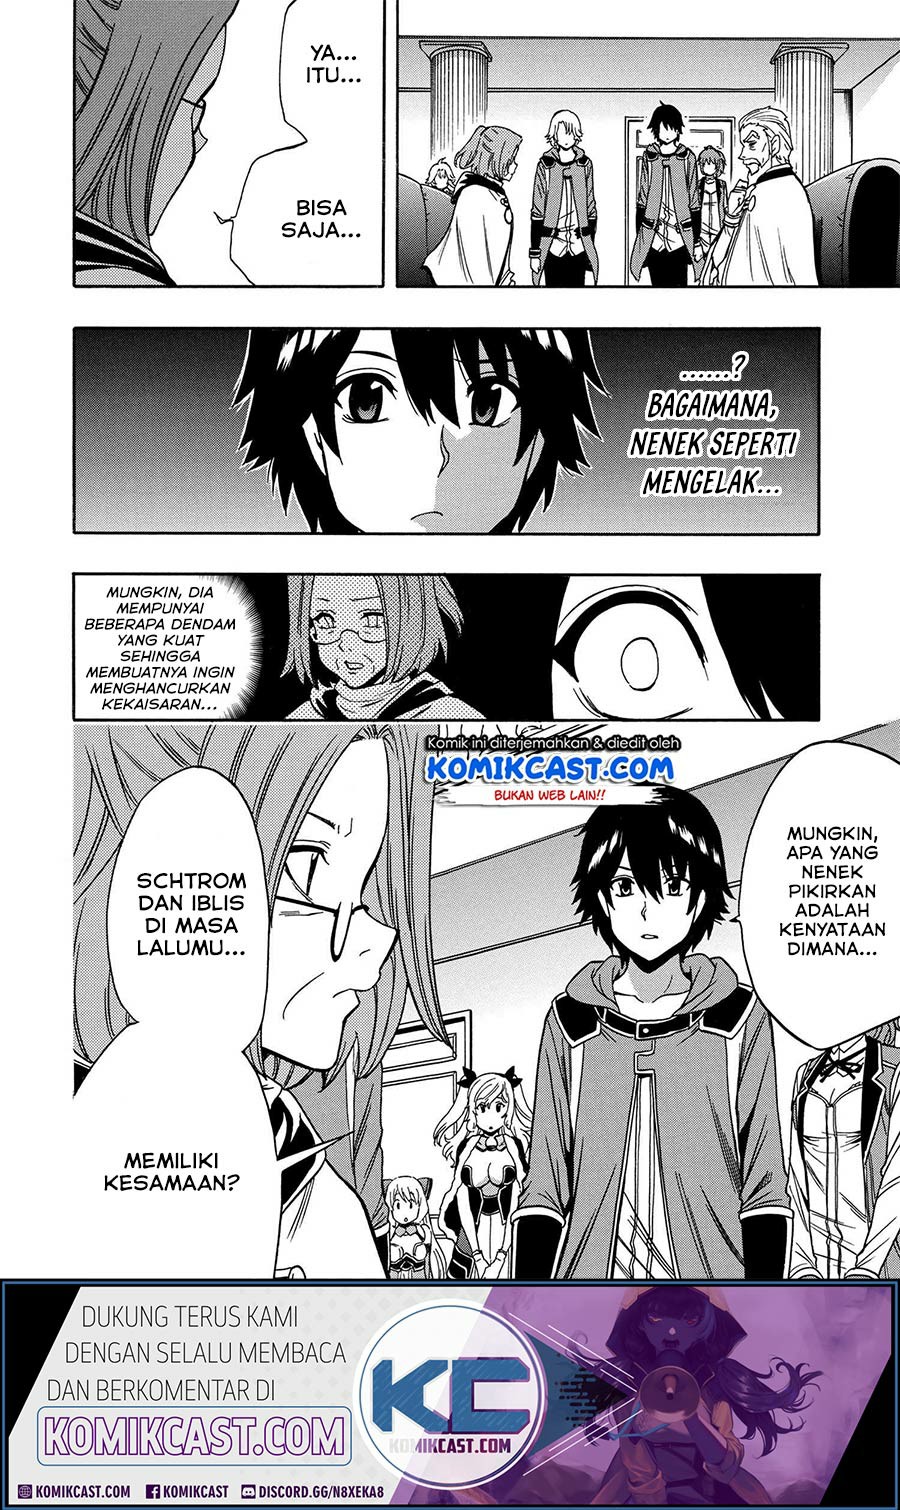 YA...
ITU...
BISA
SAJA...
......?
BAGAIMANA,
NENEK SEPERTI
MENGELAK...
MUNGKIN, DIA
MEMPUNYAI
BEBERAPA DENDAM
YANG KUAT
SEHINGGA
MEMBUATNYA INGIN
MENGHANCURKAN
KEKAISARAN...
Komik ini diterjemahkan & diedit oleh
KOMIKCAST.COM
BUKAN WEB LAIN!!
MUNGKIN,
APA YANG
NENEK
PIKIRKAN
ADALAH
KENYATAAN
DIMANA...
SCHTROM
DAN IBLIS
DI MASA
LALUMU...
MEMILIKI
KESAMAAN?
DUKUNG TERUS KAMI
DENGAN SELALU MEMBACA
DAN BERKOMENTAR DI
KOMIKCAST.COM
KC
KOMIKCAST.COM
KOMIKCAST.COM KOMIKCAST DISCORD.GG/N8XEKA8